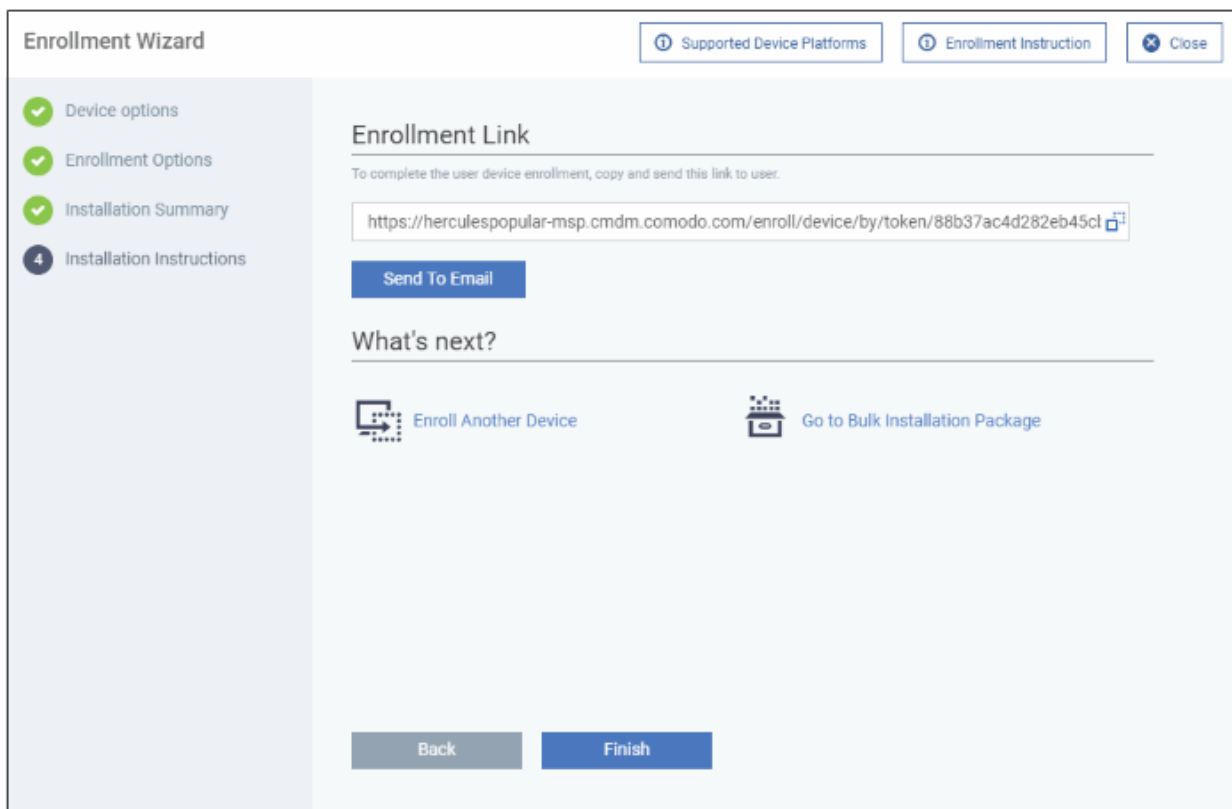 Enrollment Wizard
Supported Device Platforms
Enrollment Instruction
Close
Device options
Enrollment Options
Installation Summary
4 Installation Instructions
Enrollment Link
To complete the user device enrollment, copy and send this link to user.
https://herculespopular-msp.cmdm.comodo.com/enroll/device/by/token/88b37ac4d282eb45cl
Send To Email
What's next?
Enroll Another Device
Go to Bulk Installation Package
Back
Finish